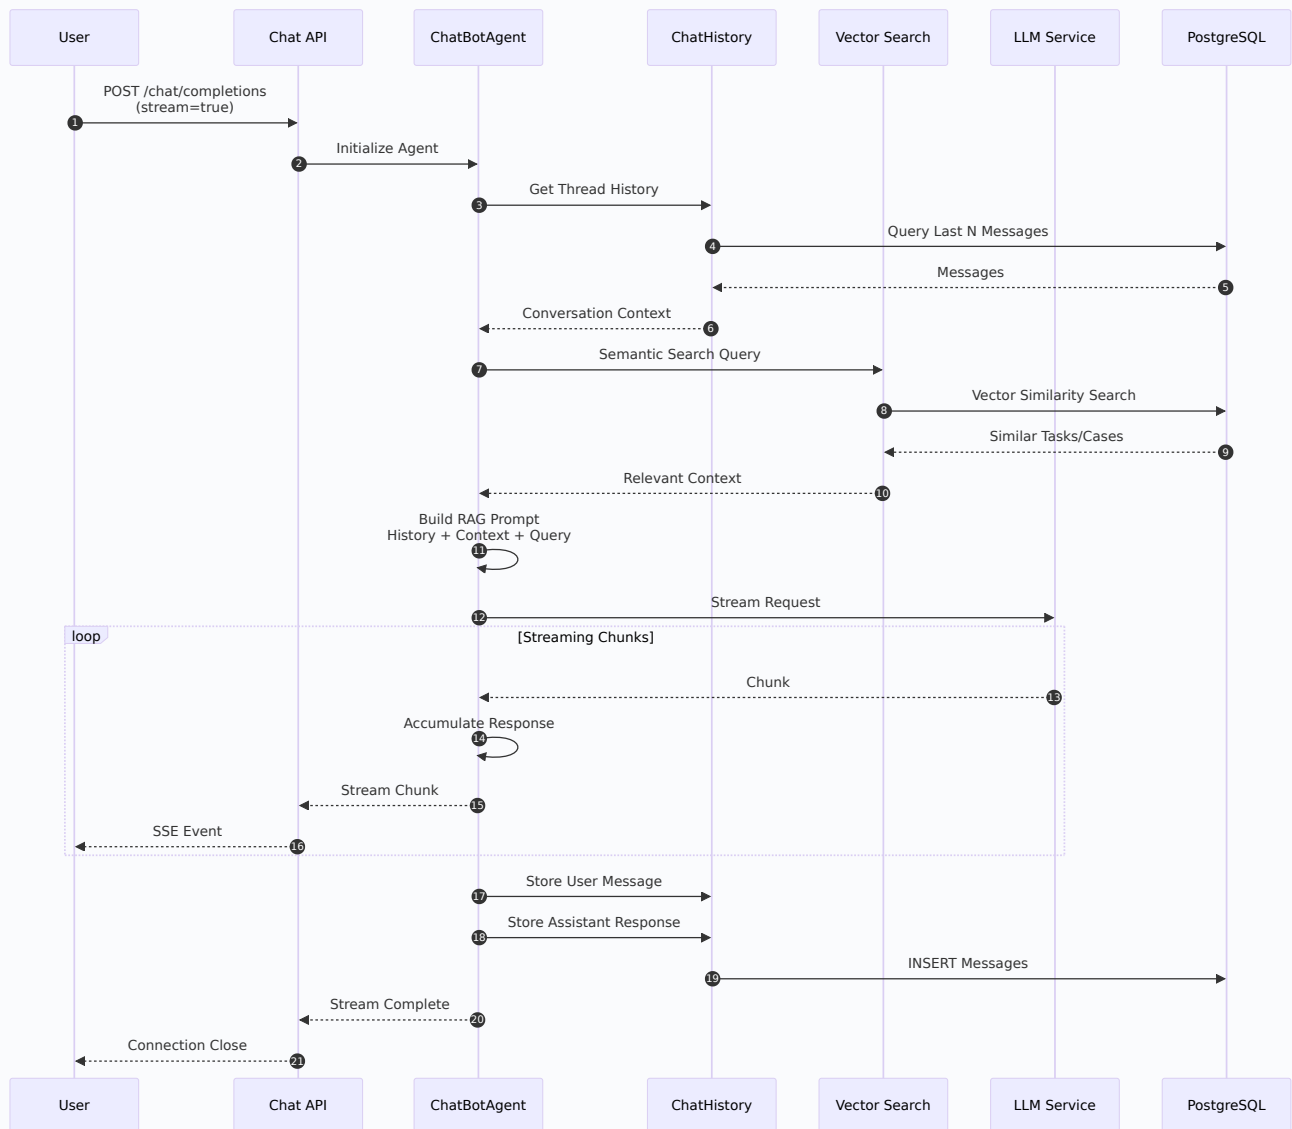 User
Chat API
ChatBotAgent
ChatHistory
Vector Search
LLM Service
PostgreSQL
POST /chat/completions
(stream=true)
1
Initialize Agent
2
Get Thread History
3
Query Last N Messages
4
Messages
5
Conversation Context
6
Semantic Search Query
7
Vector Similarity Search
8
Similar Tasks/Cases
9
Relevant Context
10
Build RAG Prompt
History + Context + Query
11
Stream Request
12
loop
[Streaming Chunks]
Chunk
13
Accumulate Response
14
Stream Chunk
15
SSE Event
16
Store User Message
17
Store Assistant Response
18
INSERT Messages
19
Stream Complete
20
Connection Close
21
User
Chat API
ChatBotAgent
ChatHistory
Vector Search
LLM Service
PostgreSQL